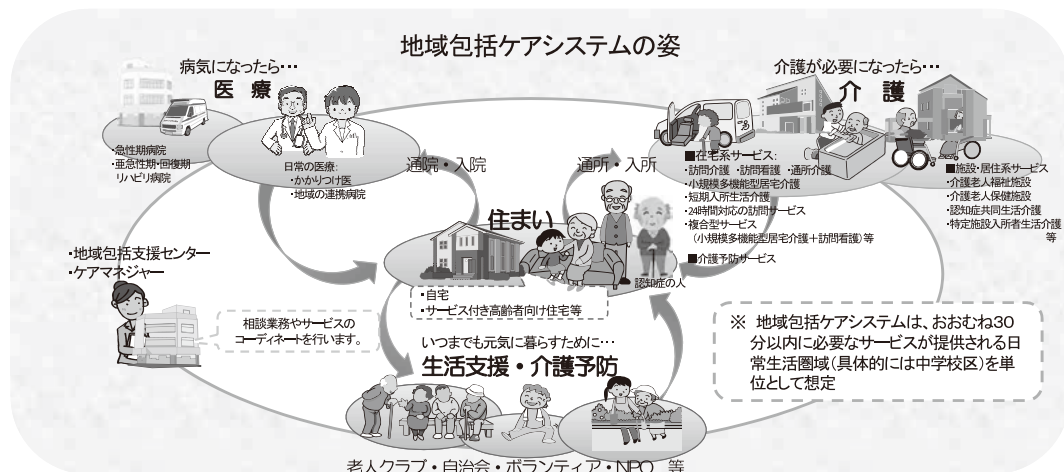 地域包括ケアシステムの姿
病気になったら…
医 療
・急性期病院
・亜急性期・回復期
リハビリ病院
日常の医療：
・かかりつけ医
・地域の連携病院
通院・入院
通所・入所
介護が必要になったら…
介 護
■在宅系サービス：
・訪問介護 ・訪問看護 ・通所介護
・小規模多機能型居宅介護
・短期入所生活介護
・24時間対応の訪問サービス
・複合型サービス
（小規模多機能型居宅介護＋訪問看護）等
■介護予防サービス
■施設・居住系サービス
・介護老人福祉施設
・介護老人保健施設
・認知症共同生活介護
・特定施設入所者生活介護
等
住まい
認知症の人
・自宅
・サービス付き高齢者向け住宅等
・地域包括支援センター
・ケアマネジャー
相談業務やサービスの
コーディネートを行います。
いつまでも元気に暮らすために…
生活支援・介護予防
老人クラブ・自治会・ボランティア・NPO 等
※ 地域包括ケアシステムは、おおむね30
分以内に必要なサービスが提供される日
常生活圏域（具体的には中学校区）を単
位として想定